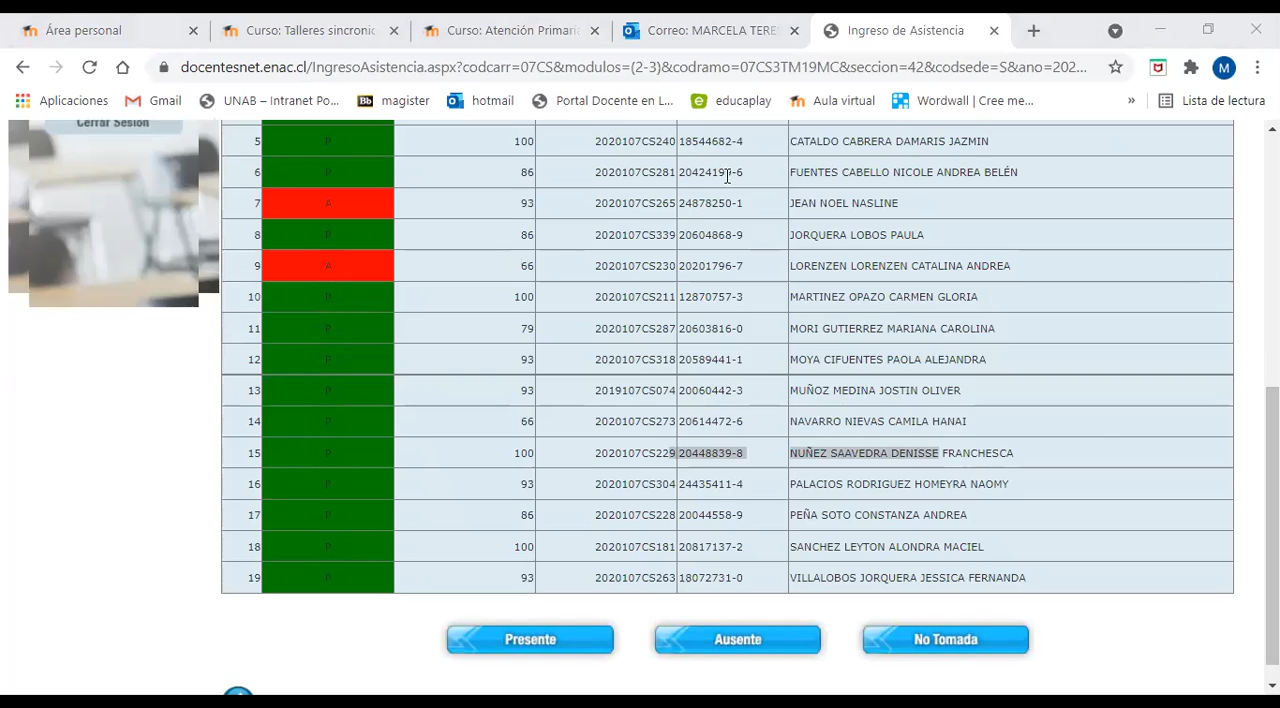 Área personal Curso: Talleres sincronic Curso: Atención Primari Correo: MARCELA TERE Ingreso de Asistencia
docentesnet.enac.cl/IngresoAsistencia.aspx?codcarr=07CS&modulos=(2-3)&codramo=07CS3TM19MC&seccion=42&codsede=S&ano=202... M
Aplicaciones Gmail UNAB – Internet Po... Bb magister hotmail Portal Docente en L... e educaplay Aula virtual Wordwall | Cree me... » Lista de lectura
Cerrar Sesión
5 P 100 2020107CS240 18544682-4 CATALDO CABRERA DAMARIS JAZMIN
6 P 86 2020107CS281 FUENTES CABELLO NICOLE ANDREA BELÉN
7 A 93 2020107CS265 24878250-1 JEAN NOEL NASLINE
8 P 86 2020107CS339 20604868-9 JORQUERA LOBOS PAULA
9 A 66 2020107CS230 20201796-7 LORENZEN LORENZEN CATALINA ANDREA
10 P 100 2020107CS211 12870757-3 MARTINEZ OPAZO CARMEN GLORIA
11 P 79 2020107CS287 20603816-0 MORI GUTIERREZ MARIANA CAROLINA
12 P 93 2020107CS318 20589441-1 MOYA CIFUENTES PAOLA ALEJANDRA
13 P 93 2019107CS074 20060442-3 MUÑOZ MEDINA JOSTIN OLIVER
14 P 66 2020107CS273 20614472-6 NAVARRO NIEVAS CAMILA HANAI
15 P 100 2020107CS229 20448839-8 NUÑEZ SAAVEDRA DENISSE FRANCHESCA
16 P 93 2020107CS304 24435411-4 PALACIOS RODRIGUEZ HOMEYRA NAOMY
17 P 86 2020107CS228 20044558-9 PEÑA SOTO CONSTANZA ANDREA
18 P 100 2020107CS181 20817137-2 SANCHEZ LEYTON ALONDRA MACIEL
19 P 93 2020107CS263 18072731-0 VILLALOBOS JORQUERA JESSICA FERNANDA
Presente Ausente No Tomada